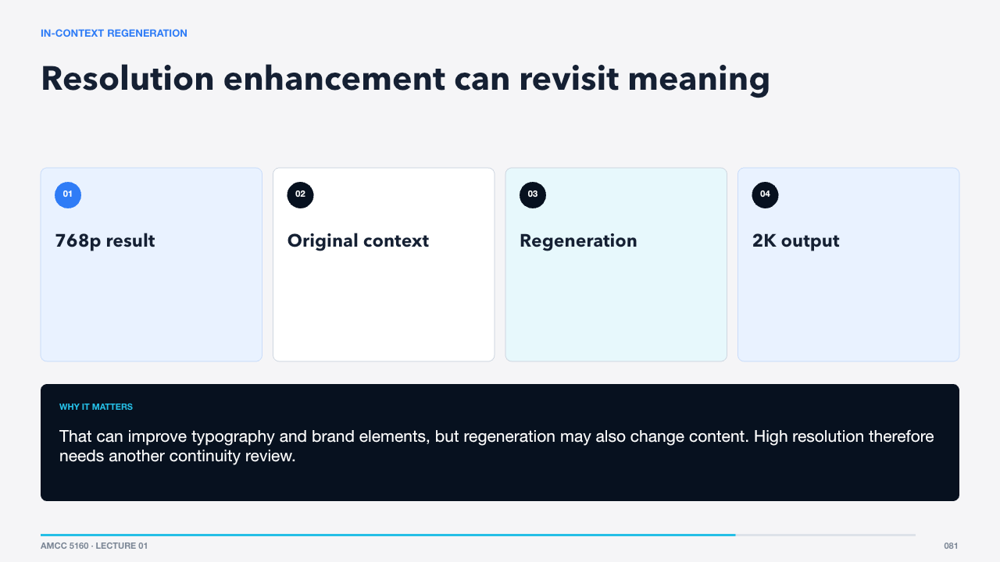 IN-CONTEXT REGENERATION
Resolution enhancement can revisit meaning
01
768p result
02
Original context
03
Regeneration
04
2K output
WHY IT MATTERS
That can improve typography and brand elements, but regeneration may also change content. High resolution therefore
needs another continuity review.
AMCC 5160 · LECTURE 01
081